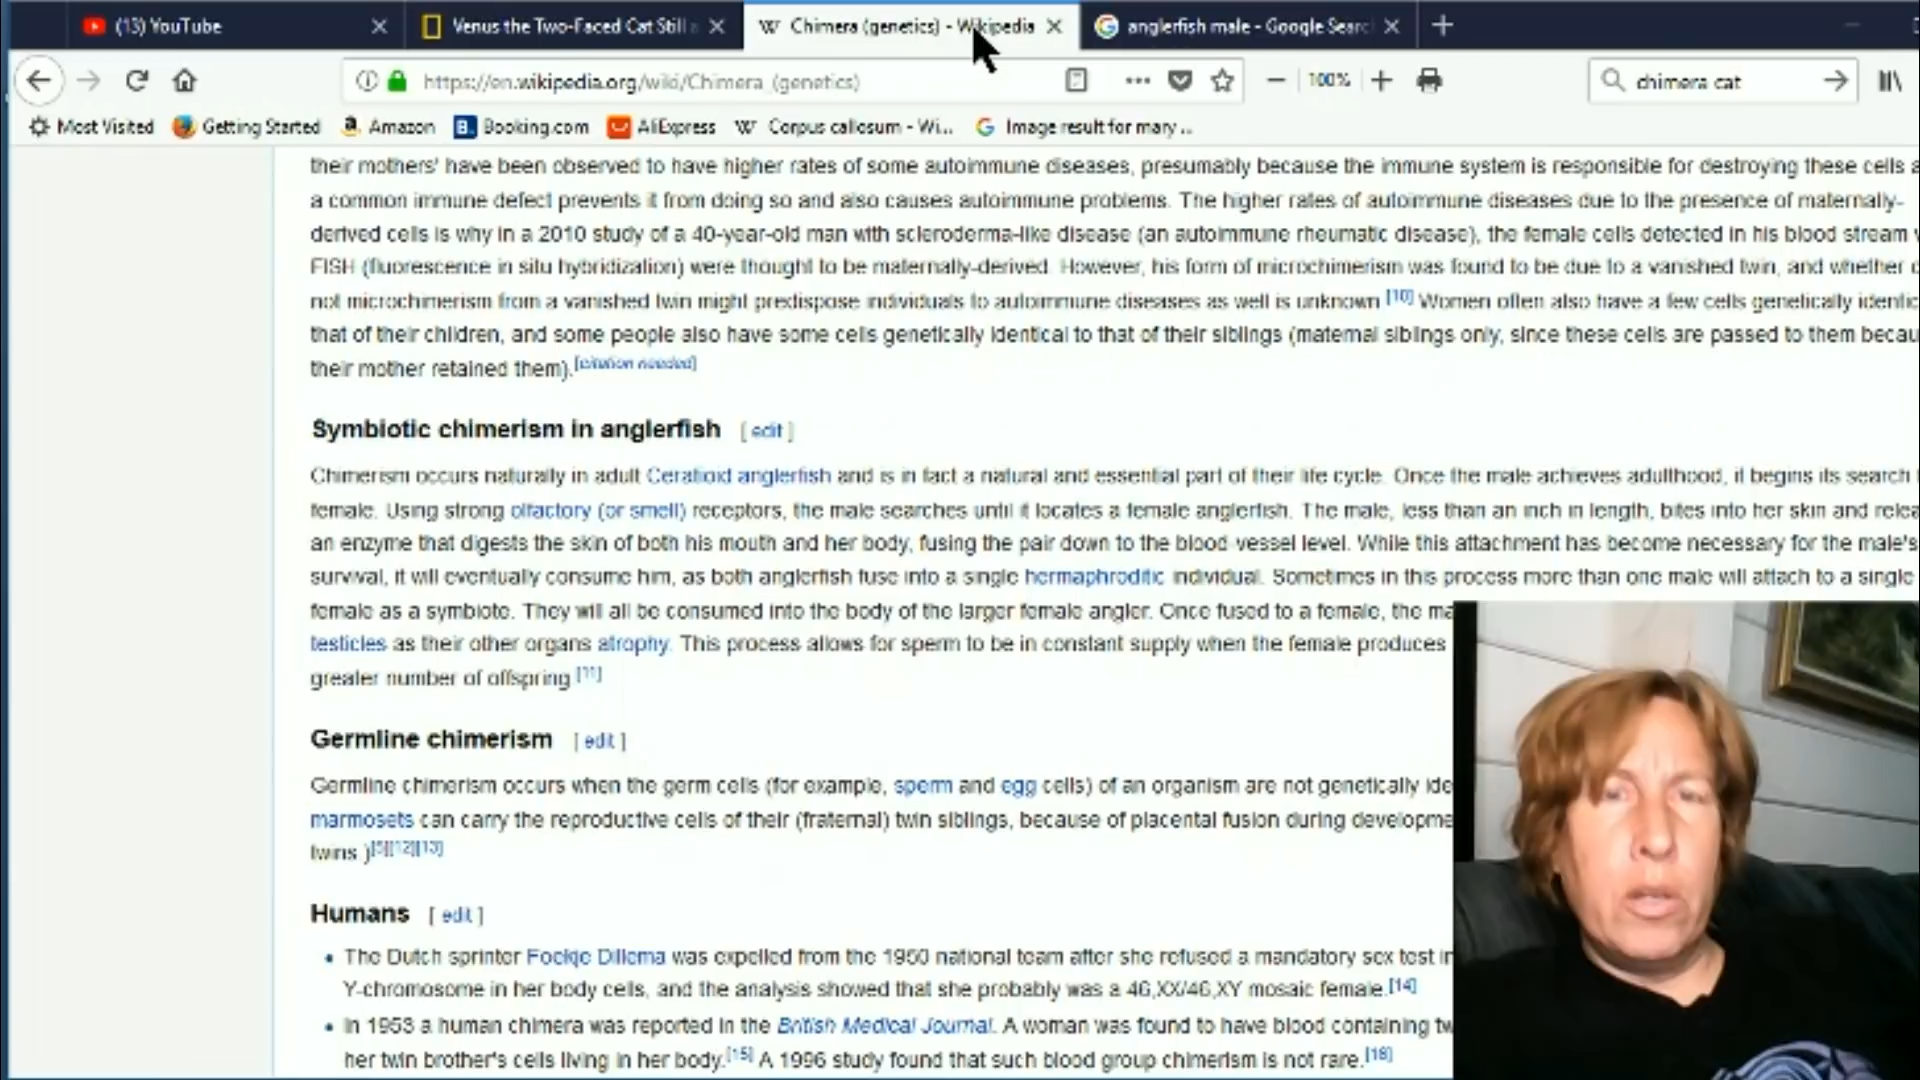 (13) YouTube
Venus the Two-Faced Cat Still a
Chimera (genetics) - Wikipedia
anglerfish male - Google Searc
https://en.wikipedia.org/wiki/Chimera_(genetics)
100%
chimera cat
Most Visited
Getting Started
Amazon
Booking.com
AliExpress
Corpus callosum - Wi...
Image result for mary ...
their mothers' have been observed to have higher rates of some autoimmune diseases, presumably because the immune system is responsible for destroying these cells a
a common immune defect prevents it from doing so and also causes autoimmune problems. The higher rates of autoimmune diseases due to the presence of maternally-
derived cells is why in a 2010 study of a 40-year-old man with scleroderma-like disease (an autoimmune rheumatic disease), the female cells detected in his blood stream v
FISH (fluorescence in situ hybridization) were thought to be maternally-derived. However, his form of microchimerism was found to be due to a vanished twin, and whether o
not microchimerism from a vanished twin might predispose individuals to autoimmune diseases as well is unknown.[10] Women often also have a few cells genetically identic
that of their children, and some people also have some cells genetically identical to that of their siblings (maternal siblings only, since these cells are passed to them becau
their mother retained them).[citation needed]
Symbiotic chimerism in anglerfish [ edit ]
Chimerism occurs naturally in adult Ceratioid anglerfish and is in fact a natural and essential part of their life cycle. Once the male achieves adulthood, it begins its search
female. Using strong olfactory (or smell) receptors, the male searches until it locates a female anglerfish. The male, less than an inch in length, bites into her skin and relea
an enzyme that digests the skin of both his mouth and her body, fusing the pair down to the blood-vessel level. While this attachment has become necessary for the male's
survival, it will eventually consume him, as both anglerfish fuse into a single hermaphroditic individual. Sometimes in this process more than one male will attach to a single
female as a symbiote. They will all be consumed into the body of the larger female angler. Once fused to a female, the ma
testicles as their other organs atrophy. This process allows for sperm to be in constant supply when the female produces
greater number of offspring.[11]
Germline chimerism [ edit ]
Germline chimerism occurs when the germ cells (for example, sperm and egg cells) of an organism are not genetically ide
marmosets can carry the reproductive cells of their (fraternal) twin siblings, because of placental fusion during developme
twins.)[5][12][13]
Humans [ edit ]
• The Dutch sprinter Foekje Dillema was expelled from the 1950 national team after she refused a mandatory sex test in
Y-chromosome in her body cells, and the analysis showed that she probably was a 46,XX/46,XY mosaic female.[14]
• In 1953 a human chimera was reported in the British Medical Journal. A woman was found to have blood containing tw
her twin brother's cells living in her body.[15] A 1996 study found that such blood group chimerism is not rare.[16]